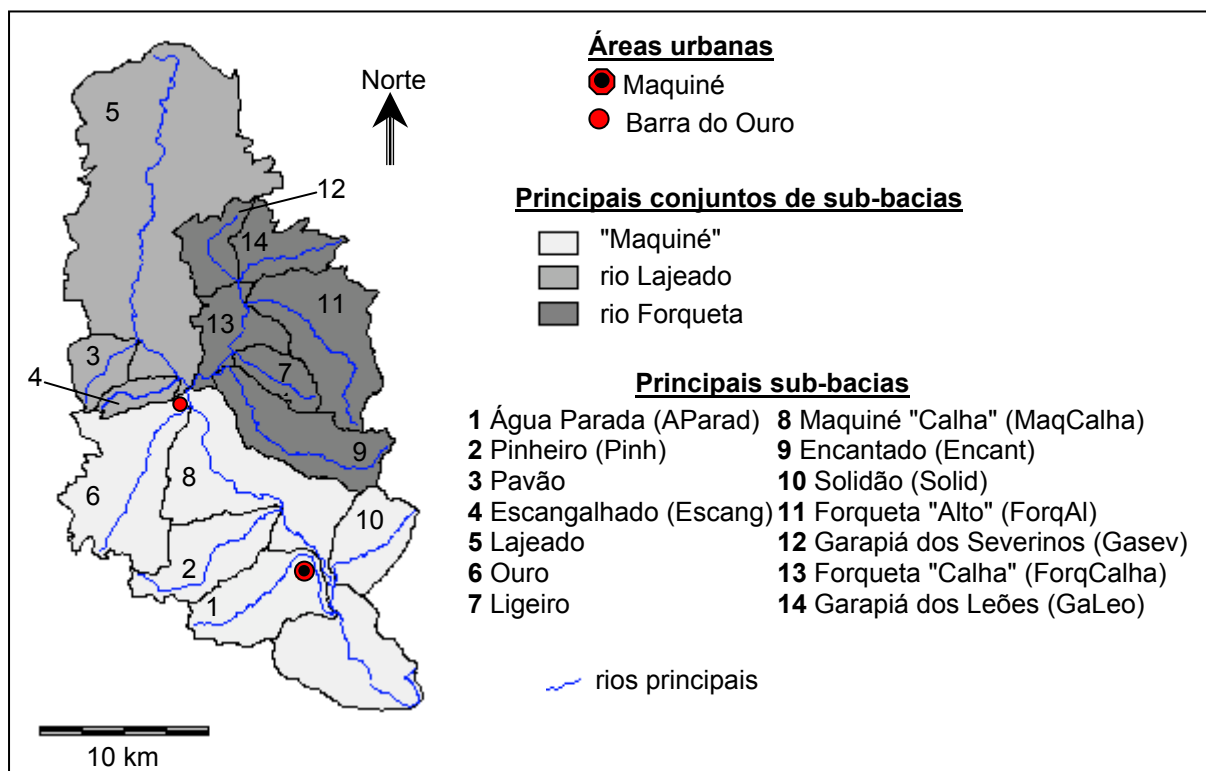 Áreas urbanas
Maquiné
Barra do Ouro
Norte
Principais conjuntos de sub-bacias
"Maquiné"
rio Lajeado
rio Forqueta
Principais sub-bacias
1 Água Parada (AParad)
2 Pinheiro (Pinh)
3 Pavão
4 Escangalhado (Escang)
5 Lajeado
6 Ouro
7 Ligeiro
8 Maquiné "Calha" (MaqCalha)
9 Encantado (Encant)
10 Solidão (Solid)
11 Forqueta "Alto" (ForqAl)
12 Garapiá dos Severinos (Gasev)
13 Forqueta "Calha" (ForqCalha)
14 Garapiá dos Leões (GaLeo)
rios principais
5
12
14
11
13
3
7
4
9
8
6
10
2
1
10 km